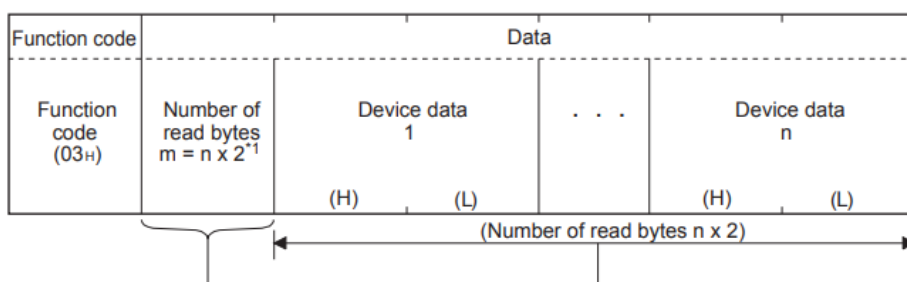 Function code
Data
Function
code
(03H)
Number of
read bytes
m = n x 2*1
Device data
1
(H)
(L)
. . .
Device data
n
(H)
(L)
(Number of read bytes n x 2)